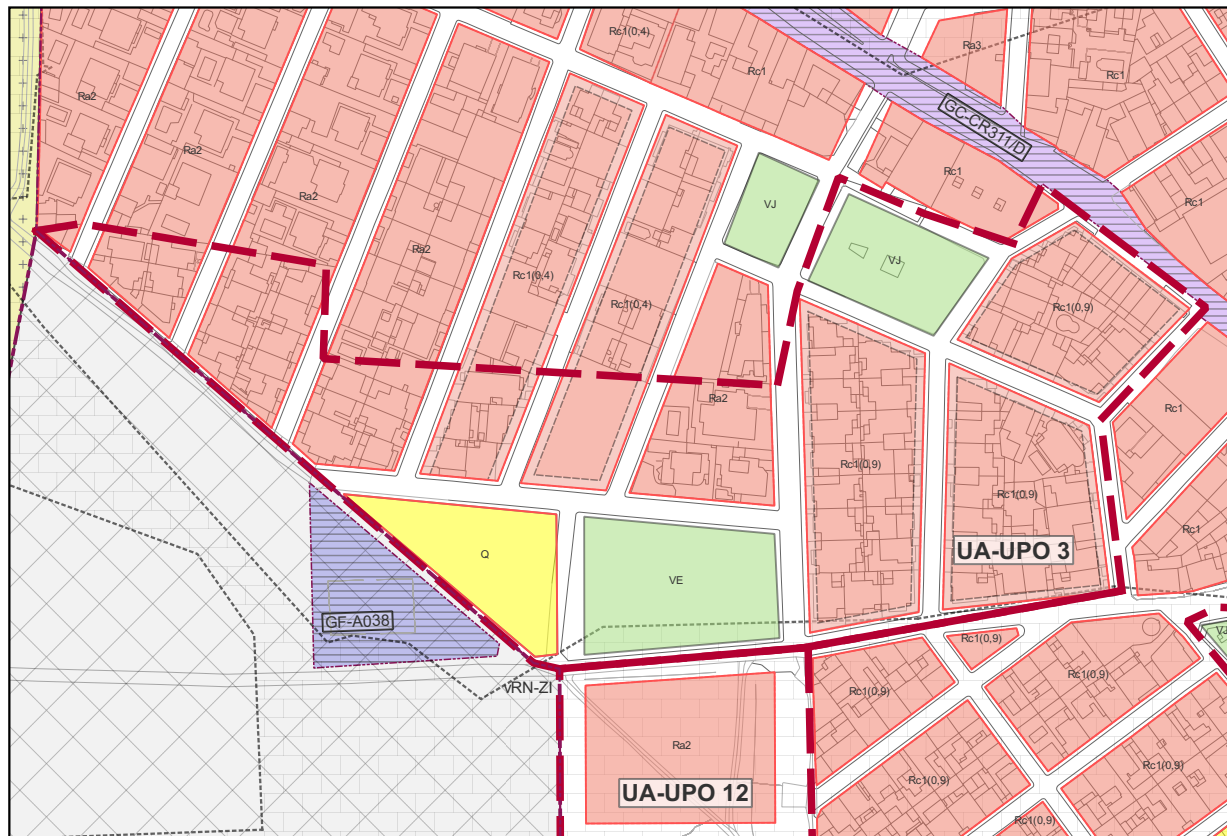 Rc1(0,4)
Ra3
Rc1
Rc1
Ra2
GC-CR311/D
Ra2
Rc1
Ra2
Rc1
VJ
Ra2
VJ
Rc1(0,4)
Rc1(0,4)
Rc1(0,9)
Ra2
Rc1
Rc1(0,9)
Rc1(0,9)
Rc1
UA-UPO 3
Q
VE
GF-A038
VJ
Rc1(0,9)
Rc1(0,9)
vRN-ZI
Rc1(0,9)
Ra2
Rc1(0,9)
Rc1(0,9)
UA-UPO 12
Rc1(0,9)